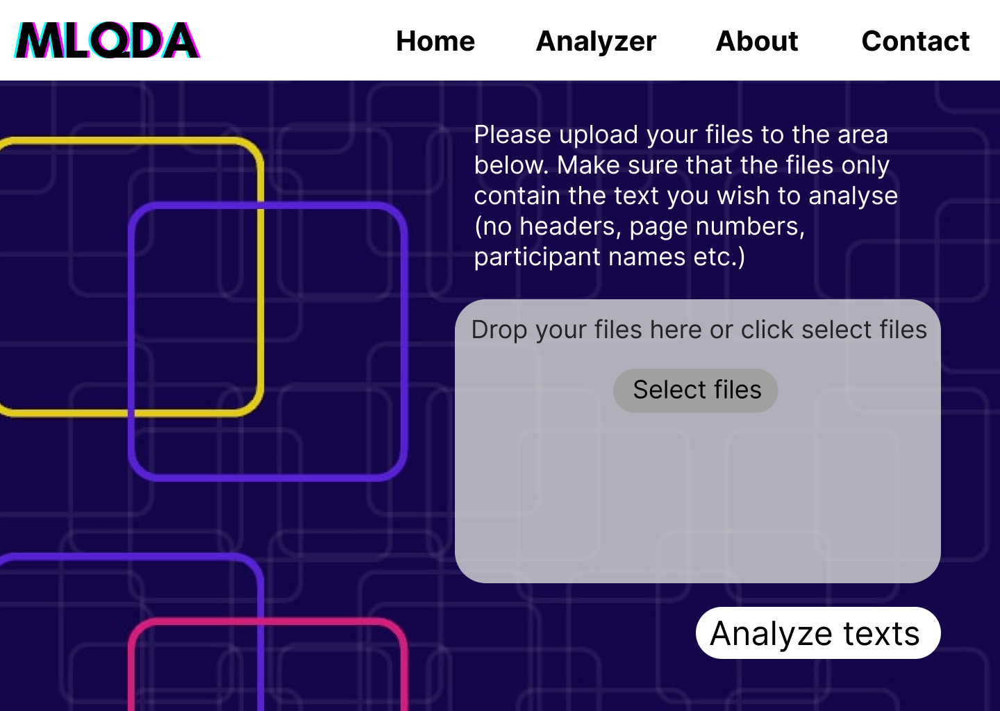 MLQDA
Home Analyzer About Contact
Please upload your files to the area
below. Make sure that the files only
contain the text you wish to analyse
(no headers, page numbers,
participant names etc.)
Drop your files here or click select files
Select files
Analyze texts